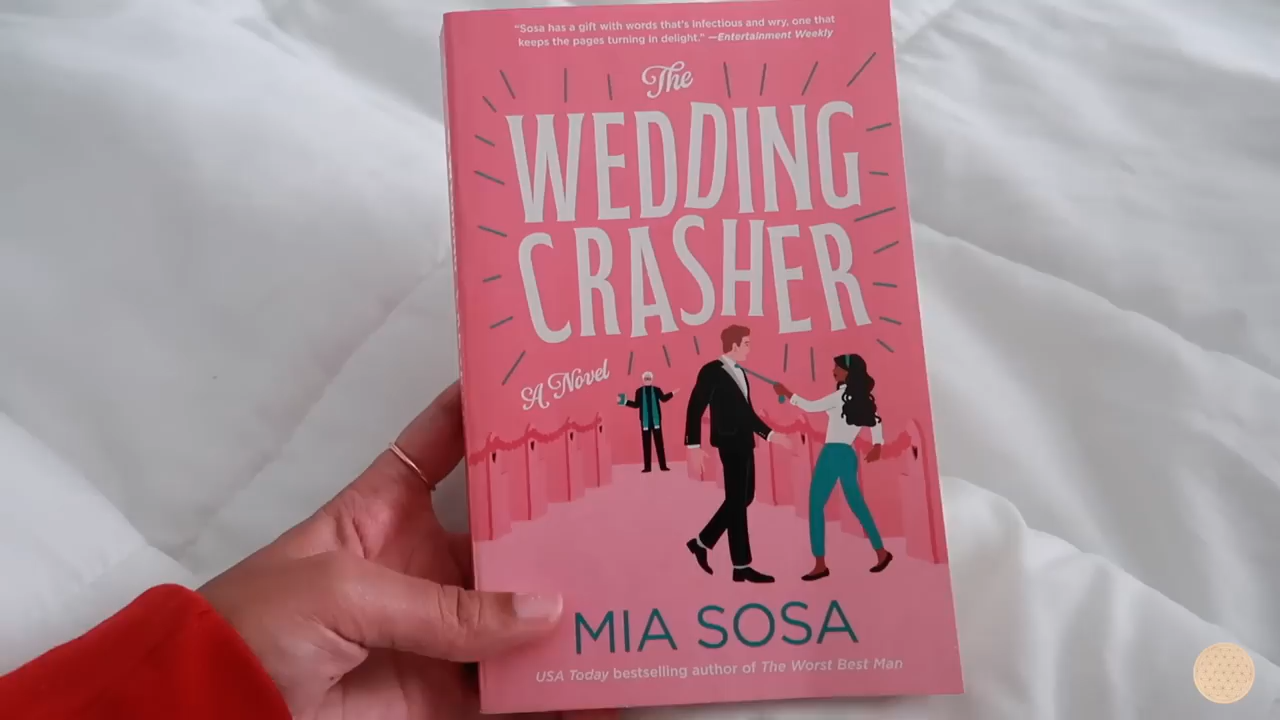 “Sosa has a gift with words that’s infectious and wry, one that
keeps the pages turning in delight.” —Entertainment Weekly
The
WEDDING
CRASHER
A Novel
MIA SOSA
USA Today bestselling author of The Worst Best Man